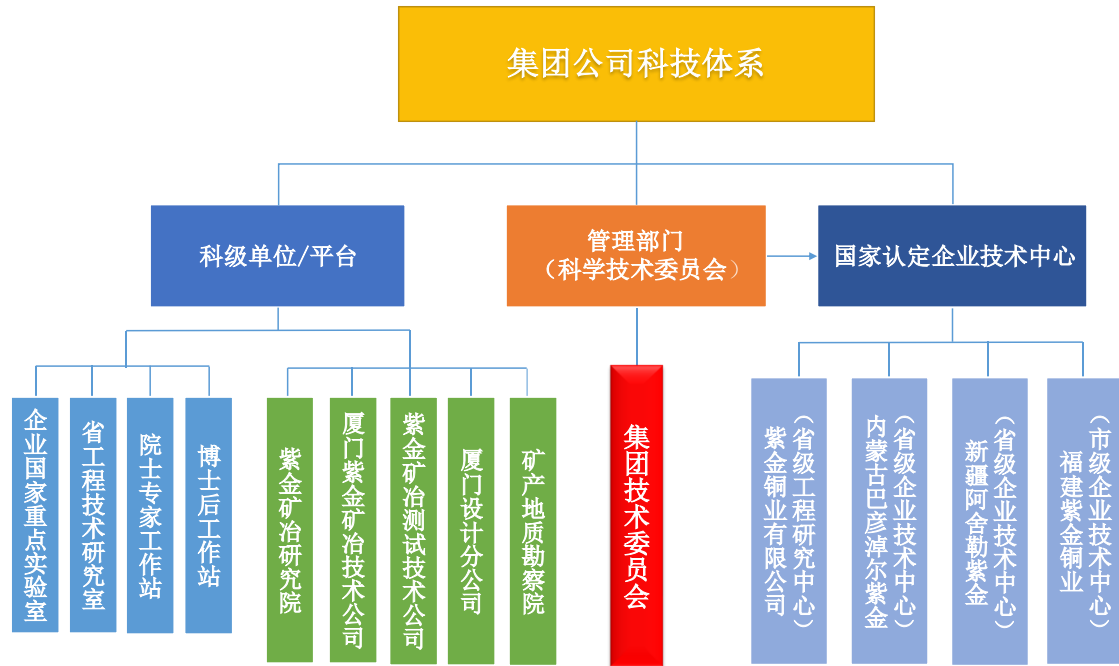 集团公司科技体系
科级单位/平台
管理部门
（科学技术委员会）
国家认定企业技术中心
企业国家重点实验室
省工程技术研究室
院士专家工作站
博士后工作站
紫金矿冶研究院
厦门紫金矿冶技术公司
紫金矿冶测试技术公司
厦门设计分公司
矿产地质勘察院
集团技术委员会
紫金铜业有限公司
（省级工程研究中心）
内蒙古巴彦淖尔紫金
（省级企业技术中心）
新疆阿舍勒紫金
（省级企业技术中心）
福建紫金铜业
（市级企业技术中心）